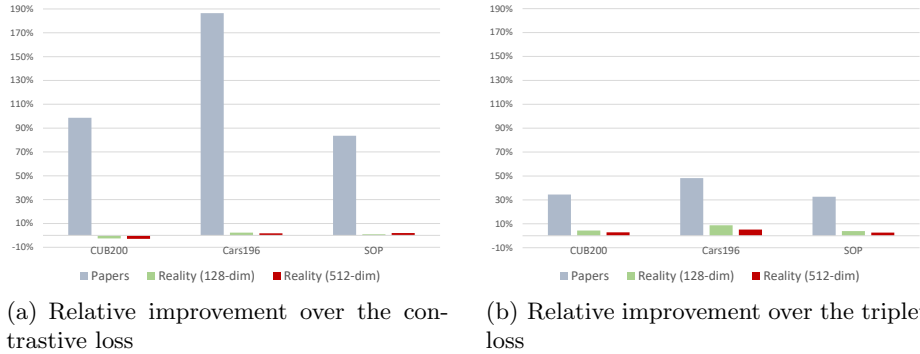 190%
170%
150%
130%
110%
90%
70%
50%
30%
10%
-10%
CUB200 Cars196 SOP
Papers Reality (128-dim) Reality (512-dim)
(a) Relative improvement over the con-
trastive loss
190%
170%
150%
130%
110%
90%
70%
50%
30%
10%
-10%
CUB200 Cars196 SOP
Papers Reality (128-dim) Reality (512-dim)
(b) Relative improvement over the triplet
loss